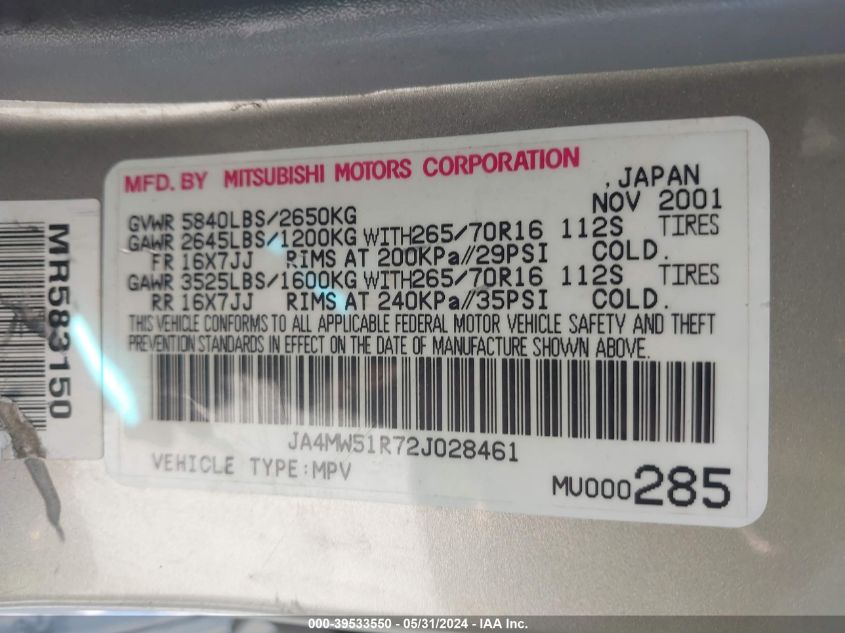 MFD. BY MITSUBISHI MOTORS CORPORATION
, JAPAN
NOV 2001
GVWR 5840LBS/2650KG
GAWR 2645LBS/1200KG WITH265/70R16 112S TIRES
FR 16X7JJ RIMS AT 200KPa//29PSI COLD.
GAWR 3525LBS/1600KG WITH265/70R16 112S TIRES
RR 16X7JJ RIMS AT 240KPa//35PSI COLD.
THIS VEHICLE CONFORMS TO ALL APPLICABLE FEDERAL MOTOR VEHICLE SAFETY AND THEFT
PREVENTION STANDARDS IN EFFECT ON THE DATE OF MANUFACTURE SHOWN ABOVE.
JA4MW51R72J028461
VEHICLE TYPE:MPV
MU000285
MR583150
000-39533550 - 05/31/2024 - IAA Inc.